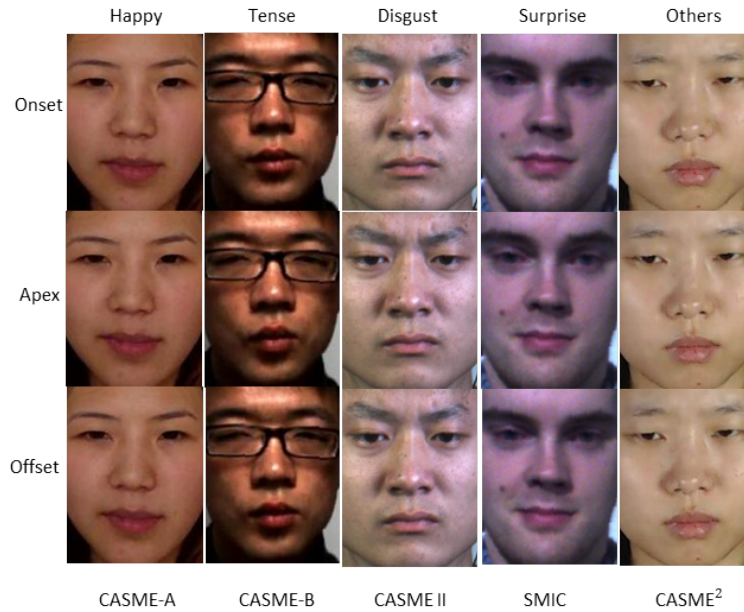 Happy Tense Disgust Surprise Others
Onset
Apex
Offset
CASME-A CASME-B CASME II SMIC CASME²